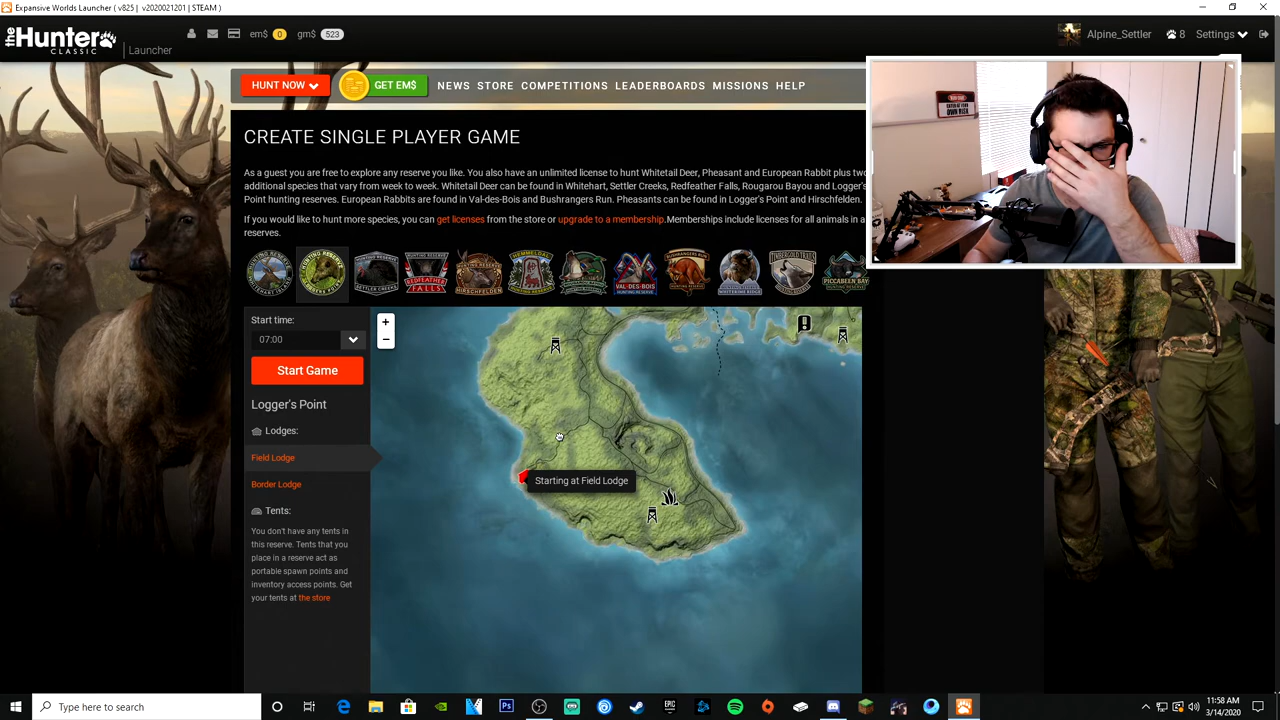 Expansive Worlds Launcher ( v825 | v2020021201 | STEAM )
theHunter CLASSIC | Launcher em$ 0 gm$ 523 Alpine_Settler 8 Settings
HUNT NOW GET EM$ NEWS STORE COMPETITIONS LEADERBOARDS MISSIONS HELP
CREATE SINGLE PLAYER GAME
As a guest you are free to explore any reserve you like. You also have an unlimited license to hunt Whitetail Deer, Pheasant and European Rabbit plus two
additional species that vary from week to week. Whitetail Deer can be found in Whitehart, Settler Creeks, Redfeather Falls, Rougarou Bayou and Logger's
Point hunting reserves. European Rabbits are found in Val-des-Bois and Bushrangers Run. Pheasants can be found in Logger's Point and Hirschfelden.
If you would like to hunt more species, you can get licenses from the store or upgrade to a membership.Memberships include licenses for all animals in a
reserves.
Start time:
07:00
Start Game
Logger's Point
Lodges:
Field Lodge
Border Lodge
Tents:
You don't have any tents in
this reserve. Tents that you
place in a reserve act as
portable spawn points and
inventory access points. Get
your tents at the store
+
−
Starting at Field Lodge
Type here to search
11:58 AM
3/14/2020